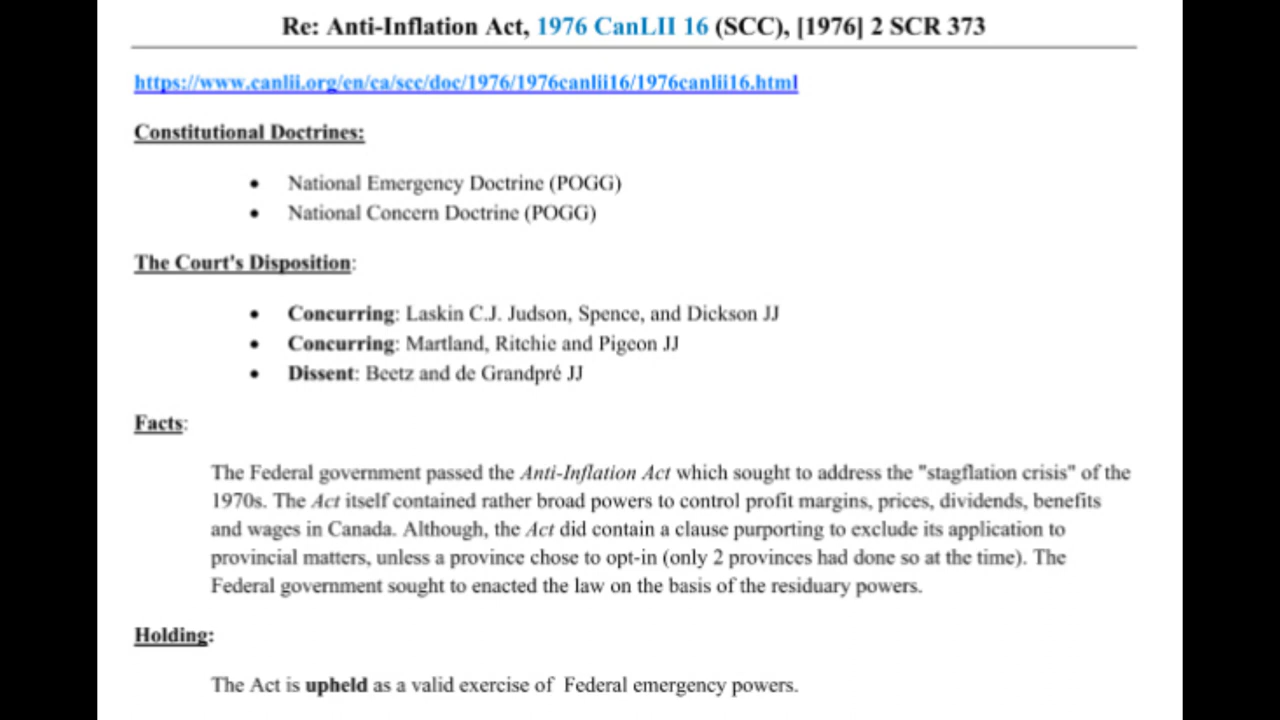 Re: Anti-Inflation Act, 1976 CanLII 16 (SCC), [1976] 2 SCR 373
https://www.canlii.org/en/ca/scc/doc/1976/1976canlii16/1976canlii16.html
Constitutional Doctrines:
• National Emergency Doctrine (POGG)
• National Concern Doctrine (POGG)
The Court's Disposition:
• Concurring: Laskin C.J. Judson, Spence, and Dickson JJ
• Concurring: Martland, Ritchie and Pigeon JJ
• Dissent: Beetz and de Grandpré JJ
Facts:
The Federal government passed the Anti-Inflation Act which sought to address the "stagflation crisis" of the
1970s. The Act itself contained rather broad powers to control profit margins, prices, dividends, benefits
and wages in Canada. Although, the Act did contain a clause purporting to exclude its application to
provincial matters, unless a province chose to opt-in (only 2 provinces had done so at the time). The
Federal government sought to enacted the law on the basis of the residuary powers.
Holding:
The Act is upheld as a valid exercise of Federal emergency powers.